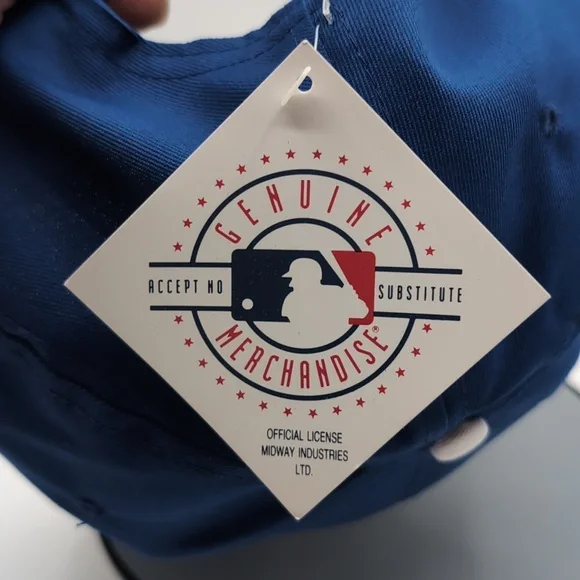 GENUINE
ACCEPT NO SUBSTITUTE
MERCHANDISE®
OFFICIAL LICENSE
MIDWAY INDUSTRIES
LTD.